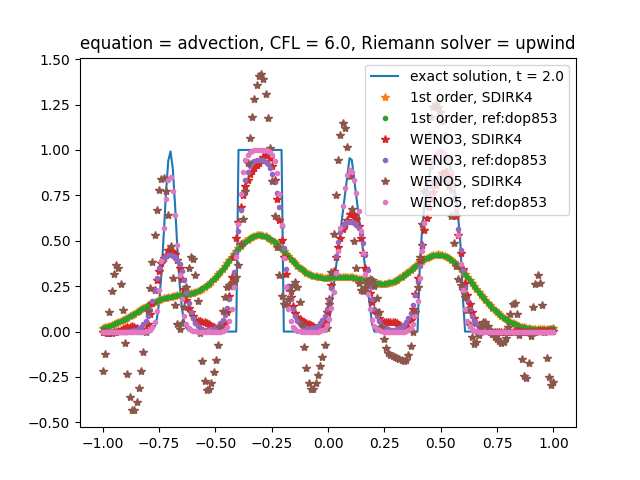 equation = advection, CFL = 6.0, Riemann solver = upwind
1.50
1.25
1.00
0.75
0.50
0.25
0.00
−0.25
−0.50
exact solution, t = 2.0
1st order, SDIRK4
1st order, ref:dop853
WENO3, SDIRK4
WENO3, ref:dop853
WENO5, SDIRK4
WENO5, ref:dop853
−1.00 −0.75 −0.50 −0.25 0.00 0.25 0.50 0.75 1.00